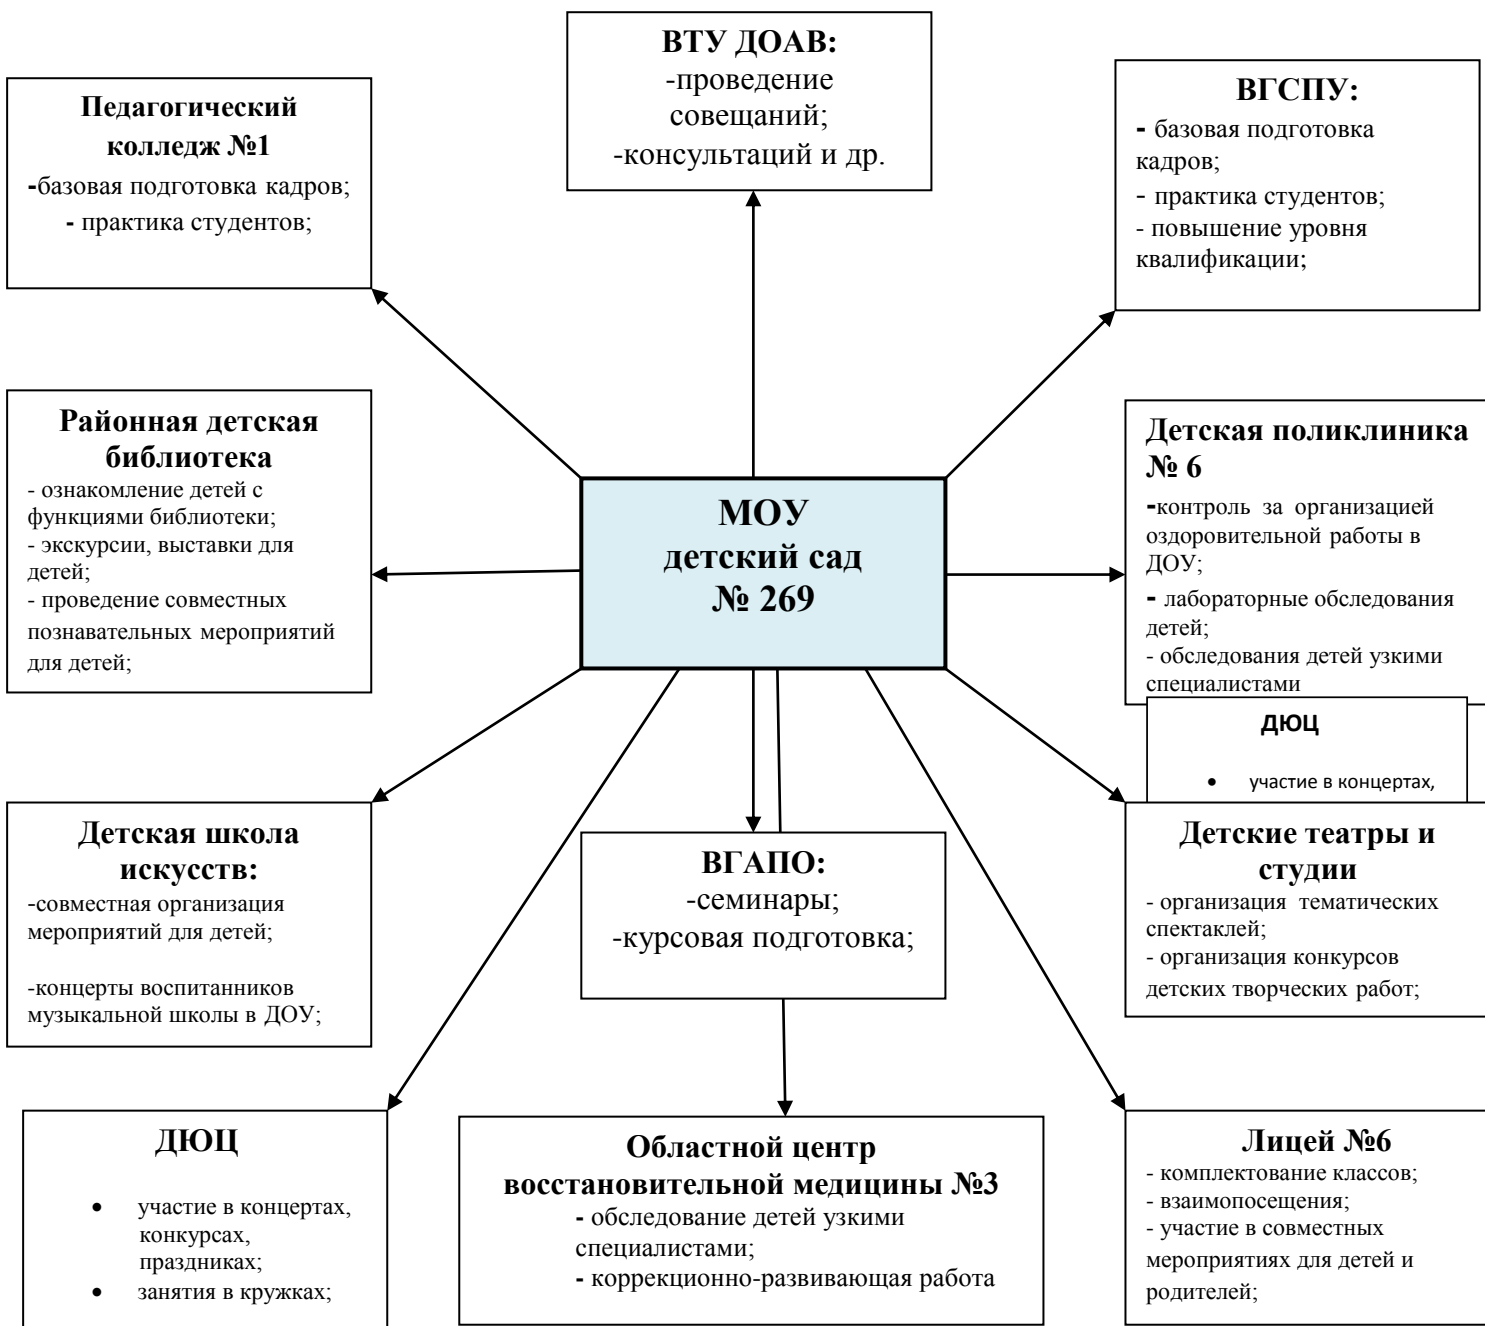 ВТУ ДОАВ:
-проведение
совещаний;
-консультаций и др.
Педагогический
колледж №1
-базовая подготовка кадров;
- практика студентов;
ВГСПУ:
- базовая подготовка
кадров;
- практика студентов;
- повышение уровня
квалификации;
Районная детская
библиотека
- ознакомление детей с
функциями библиотеки;
- экскурсии, выставки для
детей;
- проведение совместных
познавательных мероприятий
для детей;
МОУ
детский сад
№ 269
Детская поликлиника
№ 6
-контроль за организацией
оздоровительной работы в
ДОУ;
- лабораторные обследования
детей;
- обследования детей узкими
специалистами
ДЮЦ
• участие в концертах,
Детская школа
искусств:
-совместная организация
мероприятий для детей;
-концерты воспитанников
музыкальной школы в ДОУ;
ВГАПО:
-семинары;
-курсовая подготовка;
Детские театры и
студии
- организация тематических
спектаклей;
- организация конкурсов
детских творческих работ;
ДЮЦ
• участие в концертах,
конкурсах,
праздниках;
• занятия в кружках;
Областной центр
восстановительной медицины №3
- обследование детей узкими
специалистами;
- коррекционно-развивающая работа
Лицей №6
- комплектование классов;
- взаимопосещения;
- участие в совместных
мероприятиях для детей и
родителей;